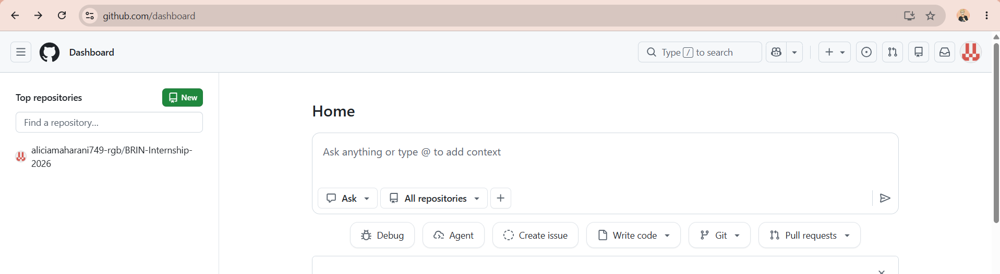 github.com/dashboard
Dashboard
Type / to search
Top repositories
New
Find a repository...
aliciamaharani749-rgb/BRIN-Internship-
2026
Home
Ask anything or type @ to add context
Ask
All repositories
Debug
Agent
Create issue
Write code
Git
Pull requests